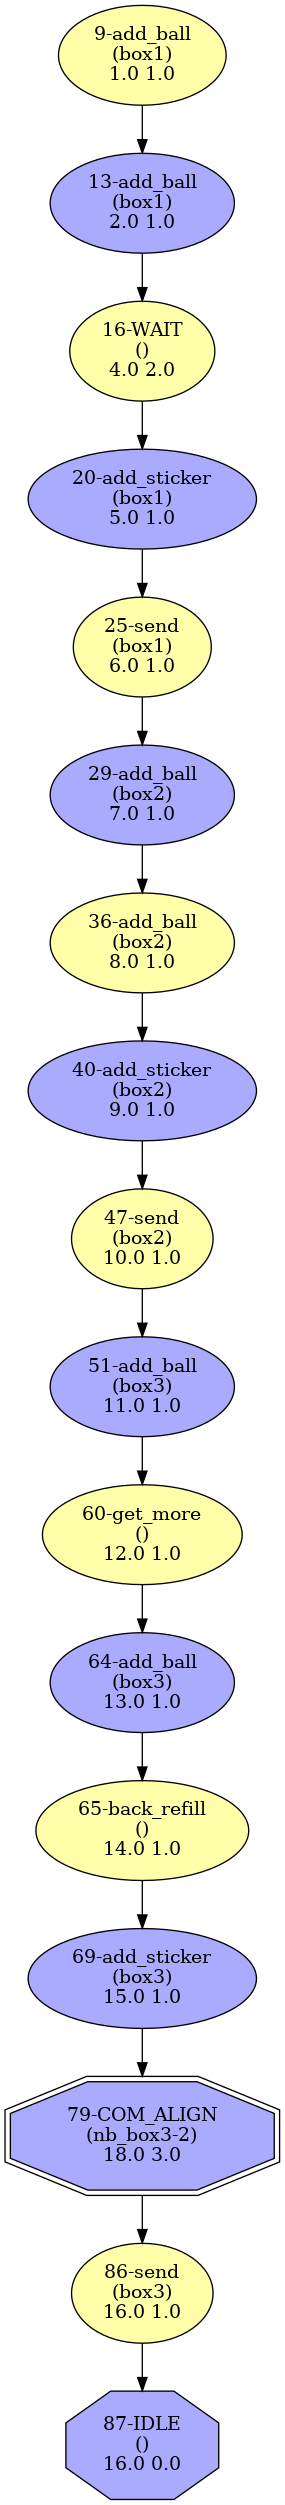 9-add_ball
(box1)
1.0 1.0
13-add_ball
(box1)
2.0 1.0
16-WAIT
()
4.0 2.0
20-add_sticker
(box1)
5.0 1.0
25-send
(box1)
6.0 1.0
29-add_ball
(box2)
7.0 1.0
36-add_ball
(box2)
8.0 1.0
40-add_sticker
(box2)
9.0 1.0
47-send
(box2)
10.0 1.0
51-add_ball
(box3)
11.0 1.0
60-get_more
()
12.0 1.0
64-add_ball
(box3)
13.0 1.0
65-back_refill
()
14.0 1.0
69-add_sticker
(box3)
15.0 1.0
79-COM_ALIGN
(nb_box3-2)
18.0 3.0
86-send
(box3)
16.0 1.0
87-IDLE
()
16.0 0.0